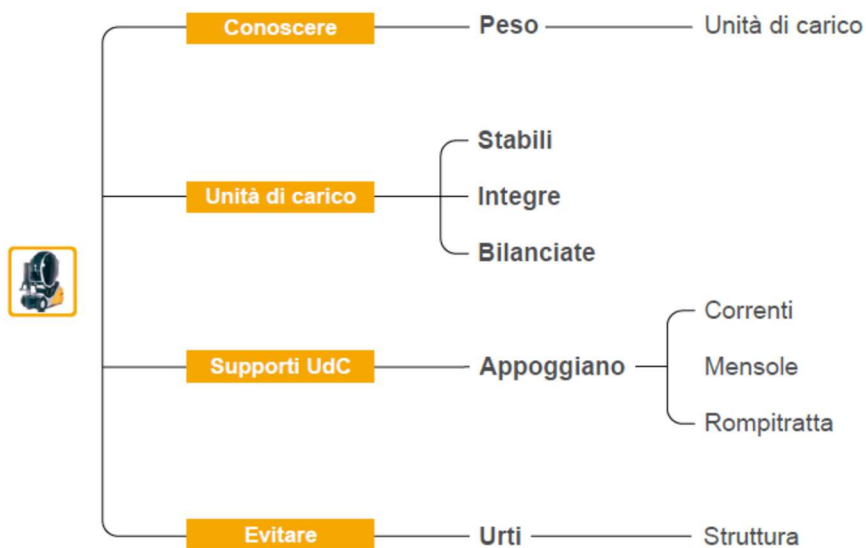 Conoscere
Peso
Unità di carico
Unità di carico
Stabili
Integre
Bilanciate
Supporti UdC
Appoggiano
Correnti
Mensole
Rompitratta
Evitare
Urti
Struttura